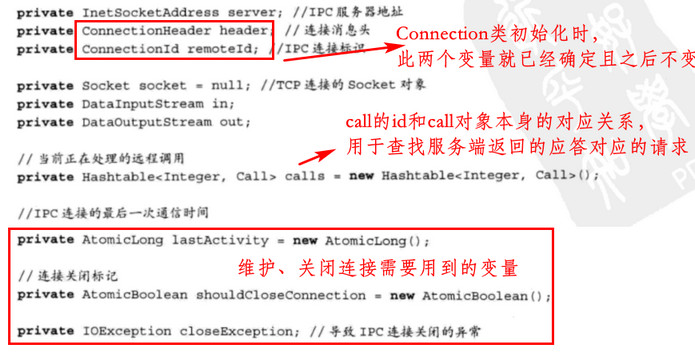 private InetSocketAddress server; //IPC 服务器地址
private ConnectionHeader header; // 连接消息头
private ConnectionId remoteId; //IPC 连接标识
Connection类初始化时，
此两个变量就已经确定且之后不变
private Socket socket = null; //TCP 连接的 Socket 对象
private DataInputStream in;
private DataOutputStream out;
call的id和call对象本身的对应关系，
用于查找服务端返回的应答对应的请求
// 当前正在处理的远程调用
private Hashtable<Integer, Call> calls = new Hashtable<Integer, Call>();
//IPC 连接的最后一次通信时间
private AtomicLong lastActivity = new AtomicLong();
维护、关闭连接需要用到的变量
// 连接关闭标记
private AtomicBoolean shouldCloseConnection = new AtomicBoolean();
private IOException closeException; // 导致 IPC 连接关闭的异常